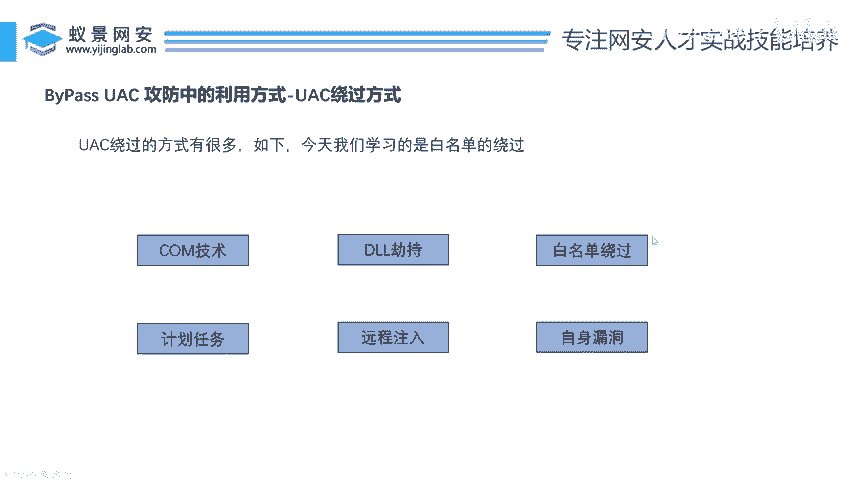 蚁景网安
www.yijinglab.com
专注网安人才实战技能培养
ByPass UAC 攻防中的利用方式-UAC绕过方式
UAC绕过的方式有很多，如下，今天我们学习的是白名单的绕过
COM技术
DLL劫持
白名单绕过
计划任务
远程注入
自身漏洞